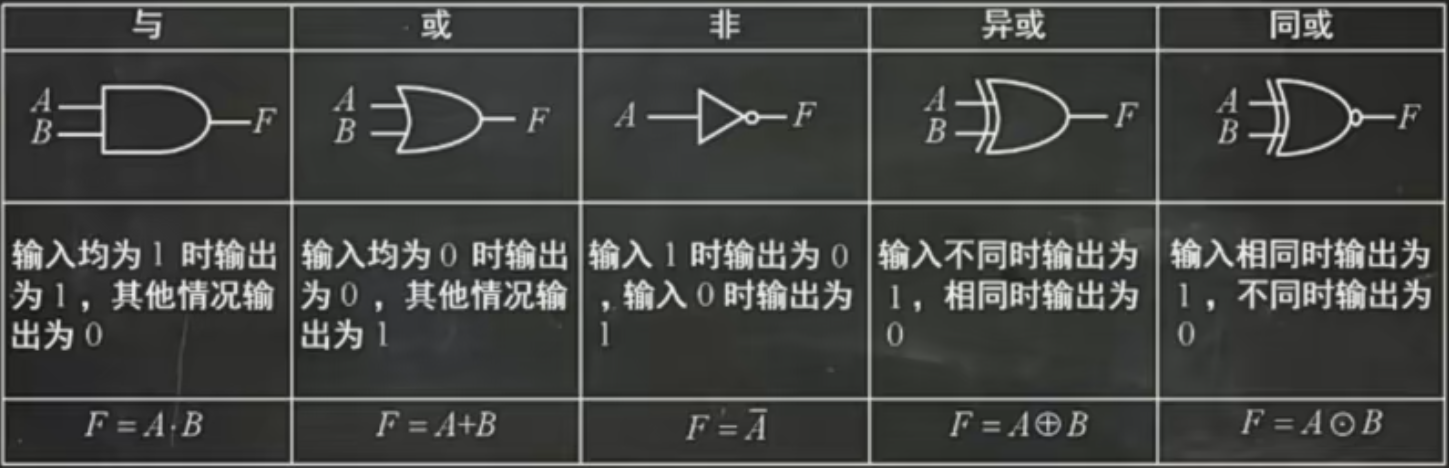 与 或 非 异或 同或
A F A F A F A F A F
B B B B
输入均为 1 时输出 输入均为 0 时输出 输入 1 时输出为 0 输入不同时输出为 输入相同时输出为
为 1，其他情况输 为 0，其他情况输 ，输入 0 时输出为 1，相同时输出为 1，不同时输出为
出为 0 出为 1 1 0 0
F = A·B F = A+B F = A̅ F = A⊕B F = A⊙B